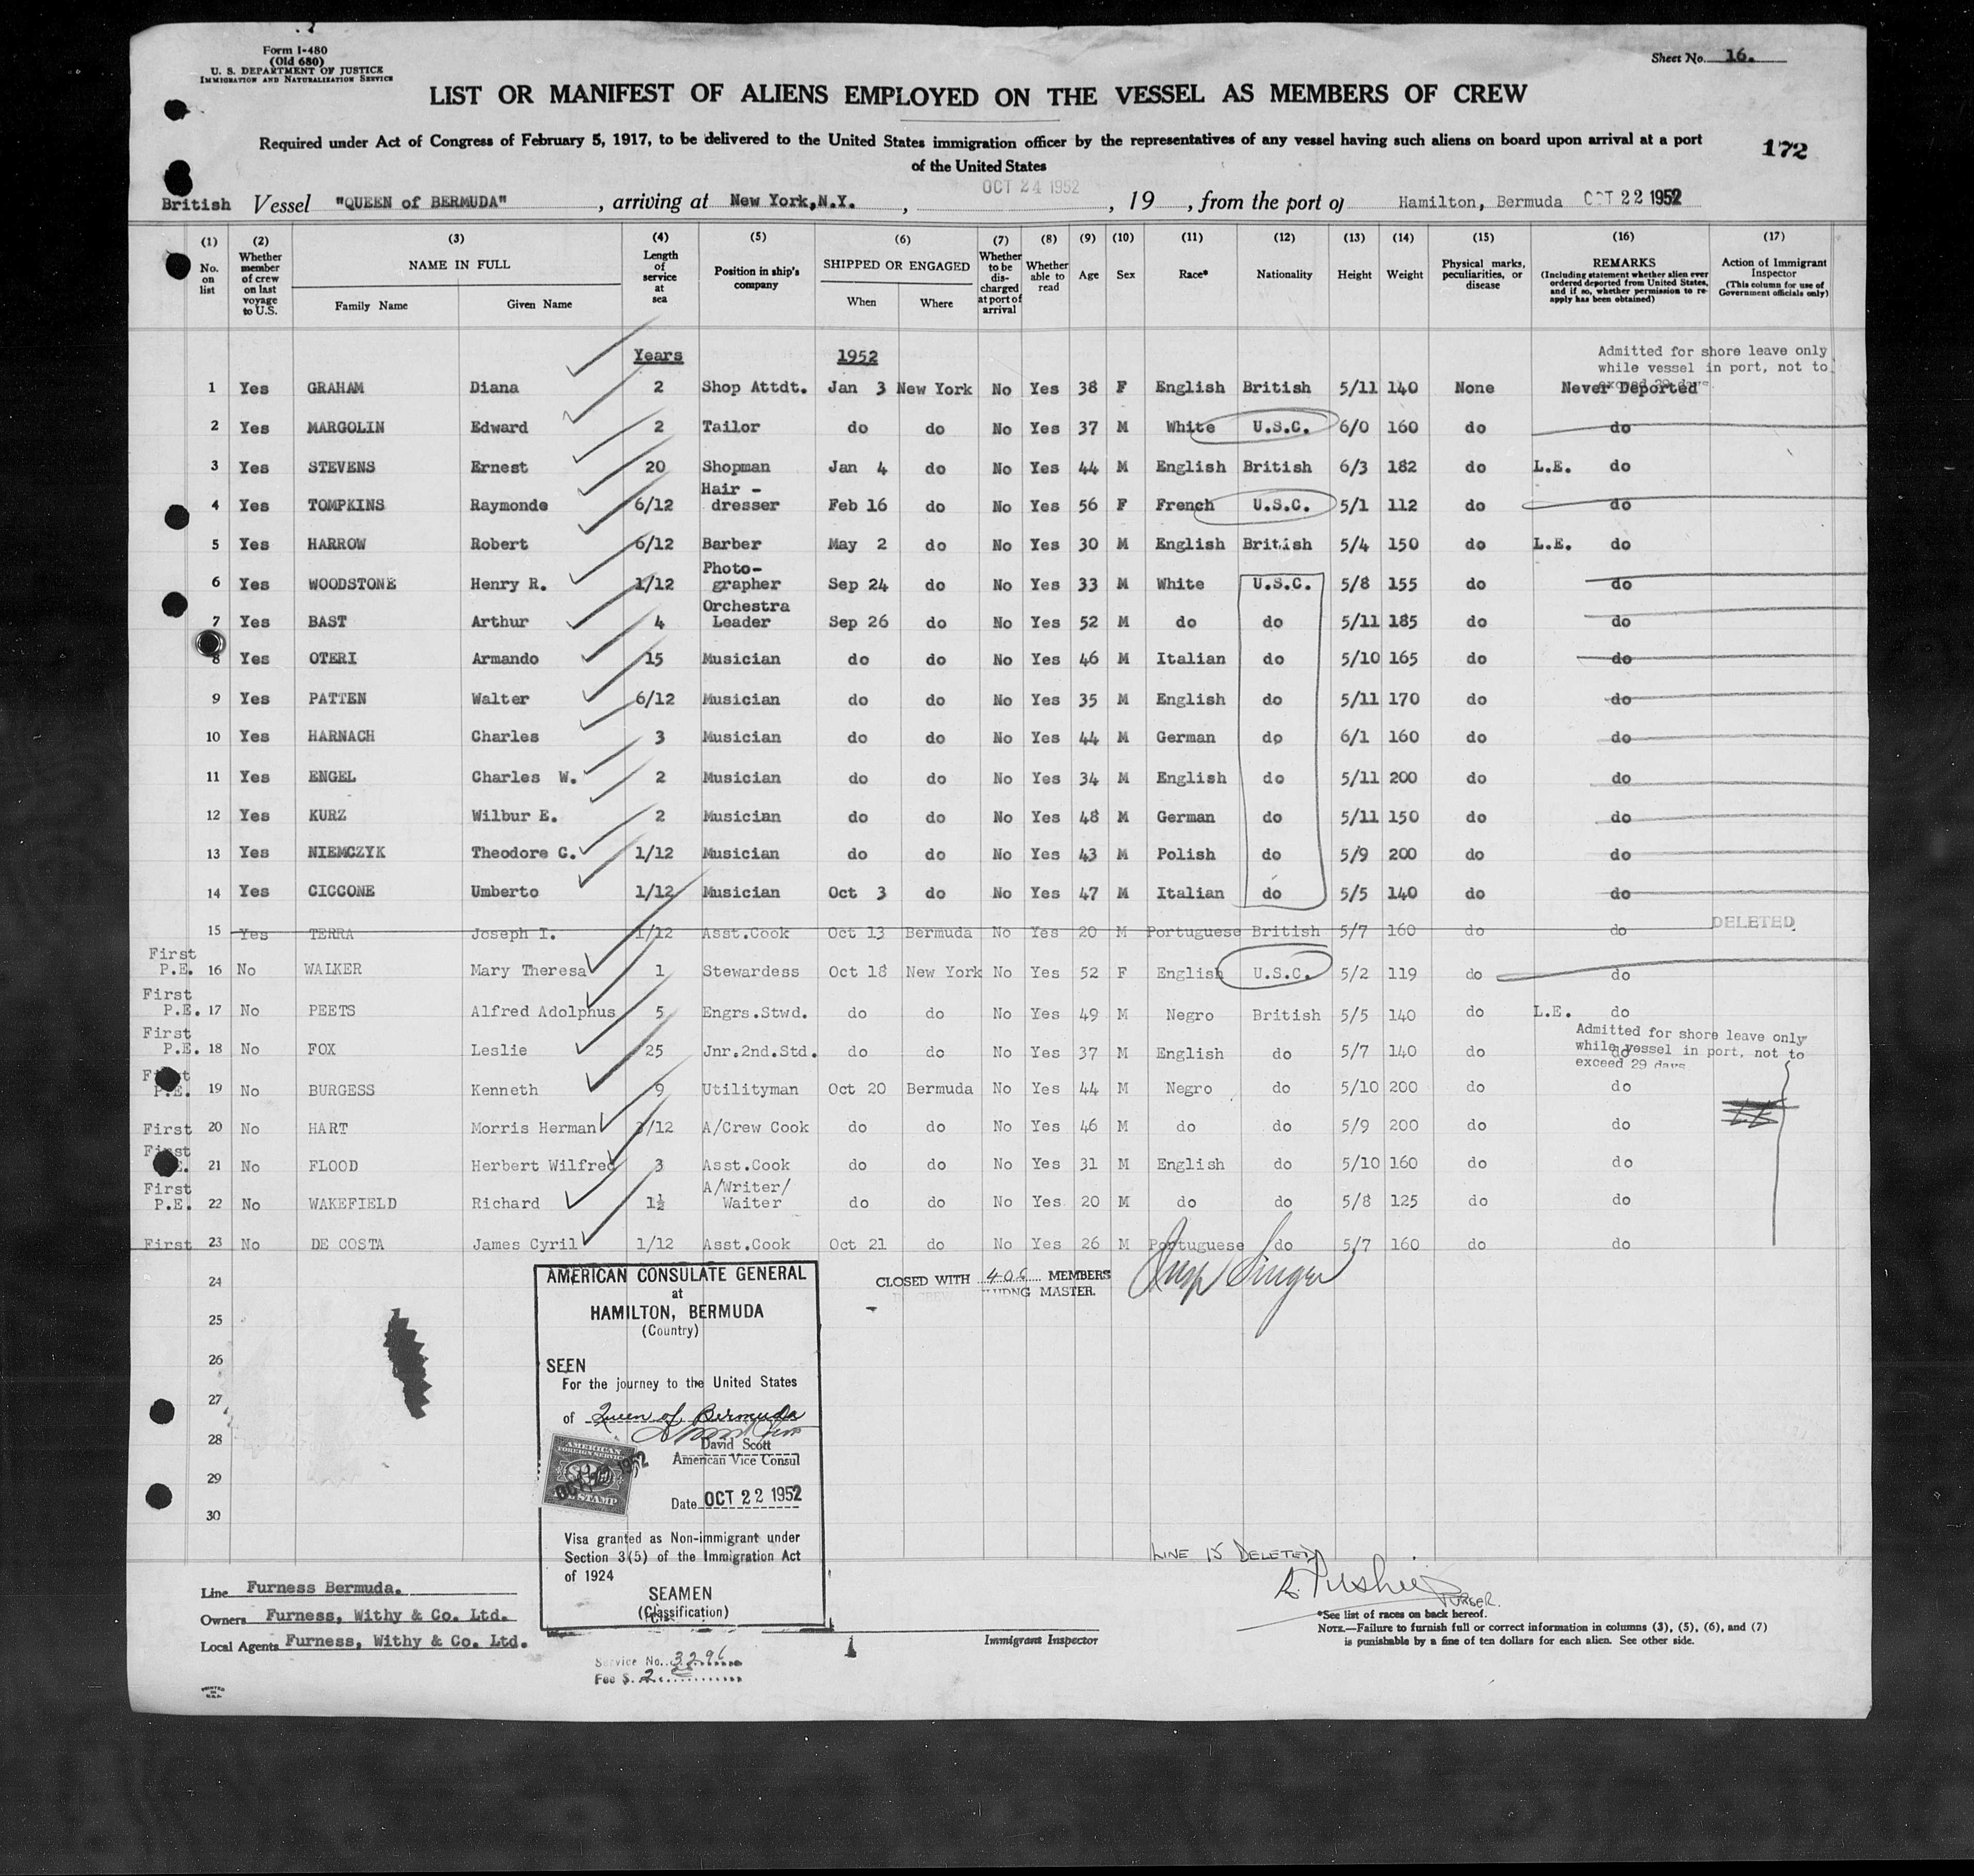 Form I-480
(Old 680)
U. S. DEPARTMENT OF JUSTICE
IMMIGRATION AND NATURALIZATION SERVICE
Sheet No. 16.
LIST OR MANIFEST OF ALIENS EMPLOYED ON THE VESSEL AS MEMBERS OF CREW
Required under Act of Congress of February 5, 1917, to be delivered to the United States immigration officer by the representatives of any vessel having such aliens on board upon arrival at a port
of the United States
172
British Vessel "QUEEN of BERMUDA", arriving at New York,N.Y., OCT 24 1952, 19 , from the port of Hamilton, Bermuda OCT 22 1952
(1) (2) (3) (4) (5) (6) (7) (8) (9) (10) (11) (12) (13) (14) (15) (16) (17)
No. on list
Whether member of crew on last voyage to U.S.
NAME IN FULL
Family Name Given Name
Length of service at sea
Position in ship's company
SHIPPED OR ENGAGED
When Where
Whether to be discharged at port of arrival
Whether able to read
Age Sex Race* Nationality Height Weight
Physical marks, peculiarities, or disease
REMARKS
(Including statement whether alien ever ordered deported from United States, and if so, whether permission to reapply has been obtained)
Action of Immigrant Inspector
(This column for use of Government officials only)
Years 1952
Admitted for shore leave only
while vessel in port, not to
exceed 29 days.
1 Yes GRAHAM Diana 2 Shop Attdt. Jan 3 New York No Yes 38 F English British 5/11 140 None Never Deported
2 Yes MARGOLIN Edward 2 Tailor do do No Yes 37 M White U.S.C. 6/0 160 do do
3 Yes STEVENS Ernest 20 Shopman Jan 4 do No Yes 44 M English British 6/3 182 do L.E. do
4 Yes TOMPKINS Raymonde 6/12 Hair - dresser Feb 16 do No Yes 56 F French U.S.C. 5/1 112 do do
5 Yes HARROW Robert 6/12 Barber May 2 do No Yes 30 M English British 5/4 150 do L.E. do
6 Yes WOODSTONE Henry R. 1/12 Photo- grapher Sep 24 do No Yes 33 M White U.S.C. 5/8 155 do do
7 Yes BAST Arthur 4 Orchestra Leader Sep 26 do No Yes 52 M do do 5/11 185 do do
8 Yes OTERI Armando 15 Musician do do No Yes 46 M Italian do 5/10 165 do do
9 Yes PATTEN Walter 6/12 Musician do do No Yes 35 M English do 5/11 170 do do
10 Yes HARNACH Charles 3 Musician do do No Yes 44 M German do 6/1 160 do do
11 Yes ENGEL Charles W. 2 Musician do do No Yes 34 M English do 5/11 200 do do
12 Yes KURZ Wilbur E. 2 Musician do do No Yes 48 M German do 5/11 150 do do
13 Yes NIEMCZYK Theodore C. 1/12 Musician do do No Yes 43 M Polish do 5/9 200 do do
14 Yes CICCONE Umberto 1/12 Musician Oct 3 do No Yes 47 M Italian do 5/5 140 do do
15 Yes TERRA Joseph I. 1/12 Asst.Cook Oct 13 Bermuda No Yes 20 M Portuguese British 5/7 160 do do DELETED
First P.E. 16 No WALKER Mary Theresa 1 Stewardess Oct 18 New York No Yes 52 F English U.S.C. 5/2 119 do do
First P.E. 17 No PEETS Alfred Adolphus 5 Engrs.Stwd. do do No Yes 49 M Negro British 5/5 140 do L.E. do
Admitted for shore leave only
while vessel in port, not to
exceed 29 days
First P.E. 18 No FOX Leslie 25 Jnr.2nd.Std. do do No Yes 37 M English do 5/7 140 do do
First P.E. 19 No BURGESS Kenneth 9 Utilityman Oct 20 Bermuda No Yes 44 M Negro do 5/10 200 do do
First 20 No HART Morris Herman /12 A/Crew Cook do do No Yes 46 M do do 5/9 200 do do
First E. 21 No FLOOD Herbert Wilfred 3 Asst.Cook do do No Yes 31 M English do 5/10 160 do do
First P.E. 22 No WAKEFIELD Richard 1½ A/Writer/ Waiter do do No Yes 20 M do do 5/8 125 do do
First 23 No DE COSTA James Cyril 1/12 Asst.Cook Oct 21 do No Yes 26 M Portuguese do 5/7 160 do do
24
25
26
27
28
29
30
CLOSED WITH 406 MEMBERS
MASTER.
Singer
AMERICAN CONSULATE GENERAL
at
HAMILTON, BERMUDA
(Country)
SEEN
For the journey to the United States
of Queen of Bermuda
David Scott
American Vice Consul
AMERICAN
FOREIGN SERVICE
STAMP
Date OCT 22 1952
Visa granted as Non-immigrant under
Section 3(5) of the Immigration Act
of 1924
SEAMEN
(Classification)
Service No. 3296
Fee $ 2
LINE 15 DELETED
PURSER.
Line Furness Bermuda.
Owners Furness, Withy & Co. Ltd.
Local Agents Furness, Withy & Co. Ltd.
Immigrant Inspector
*See list of races on back hereof.
NOTE.—Failure to furnish full or correct information in columns (3), (5), (6), and (7)
is punishable by a fine of ten dollars for each alien. See other side.
PRINTED IN U.S.A.